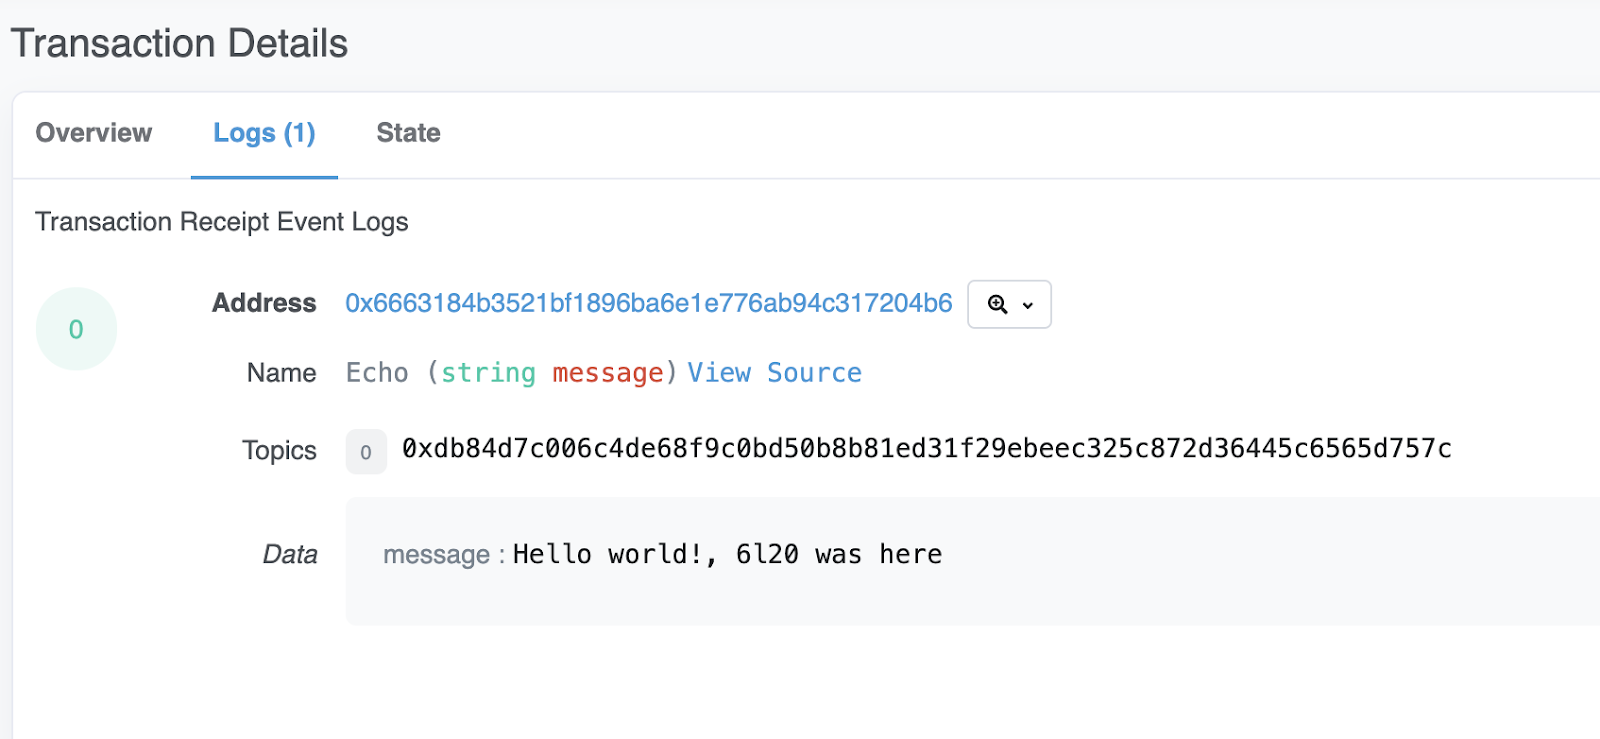 Transaction Details
Overview Logs (1) State
Transaction Receipt Event Logs
0
Address 0x6663184b3521bf1896ba6e1e776ab94c317204b6
Name Echo (string message) View Source
Topics 0 0xdb84d7c006c4de68f9c0bd50b8b81ed31f29ebeec325c872d36445c6565d757c
Data message : Hello world!, 6l20 was here